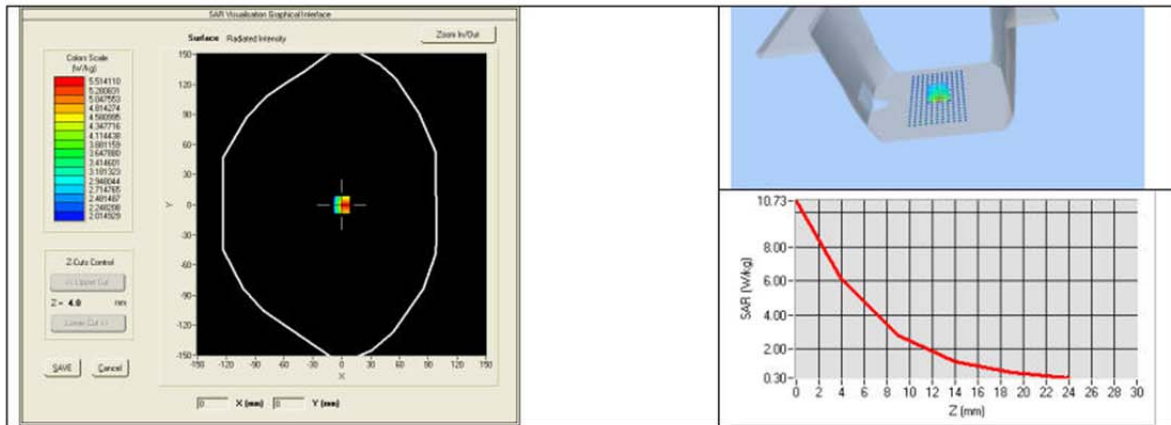 SAR Visualisation Graphical Interface
Surface Radiated Intensity
Zoom In/Out
Colors Scale
(W/kg)
5.514110
5.280831
5.047553
4.814274
4.580995
4.347716
4.114438
3.881159
3.647880
3.414601
3.181323
2.948044
2.714765
2.481487
2.248208
2.014929
150
120
90
60
30
0
-30
-60
-90
-120
-150
Y
-150 -120 -90 -60 -30 0 30 60 90 120 150
X
Z-Cuts Control
<< Upper Cut
Z = 4.0 mm
Lower Cut >>
SAVE Cancel
0 X (mm) 0 Y (mm)
10.73
8.00
6.00
4.00
2.00
0.30
SAR (W/kg)
0 2 4 6 8 10 12 14 16 18 20 22 24 26 28 30
Z (mm)